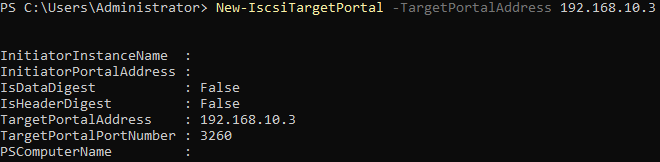 PS C:\Users\Administrator> New-IscsiTargetPortal -TargetPortalAddress 192.168.10.3
InitiatorInstanceName  :
InitiatorPortalAddress :
IsDataDigest           : False
IsHeaderDigest         : False
TargetPortalAddress    : 192.168.10.3
TargetPortalPortNumber : 3260
PSComputerName         :